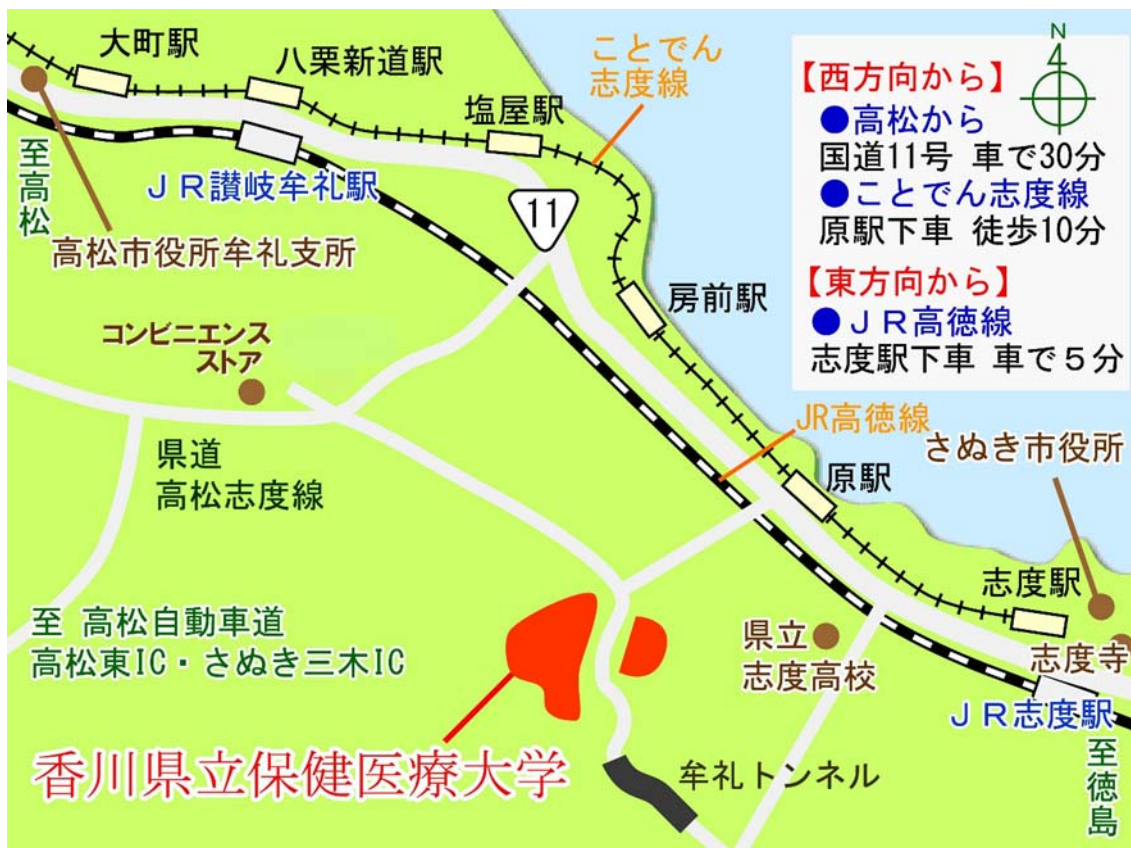 大町駅
八栗新道駅
塩屋駅
ことでん
志度線
至高松
JR讃岐牟礼駅
高松市役所牟礼支所
11
房前駅
コンビニエンス
ストア
県道
高松志度線
JR高徳線
原駅
さぬき市役所
志度駅
志度寺
県立
志度高校
JR志度駅
至徳島
至 高松自動車道
高松東IC・さぬき三木IC
香川県立保健医療大学
牟礼トンネル
N
【西方向から】
●高松から
国道11号 車で30分
●ことでん志度線
原駅下車 徒歩10分
【東方向から】
●JR高徳線
志度駅下車 車で5分